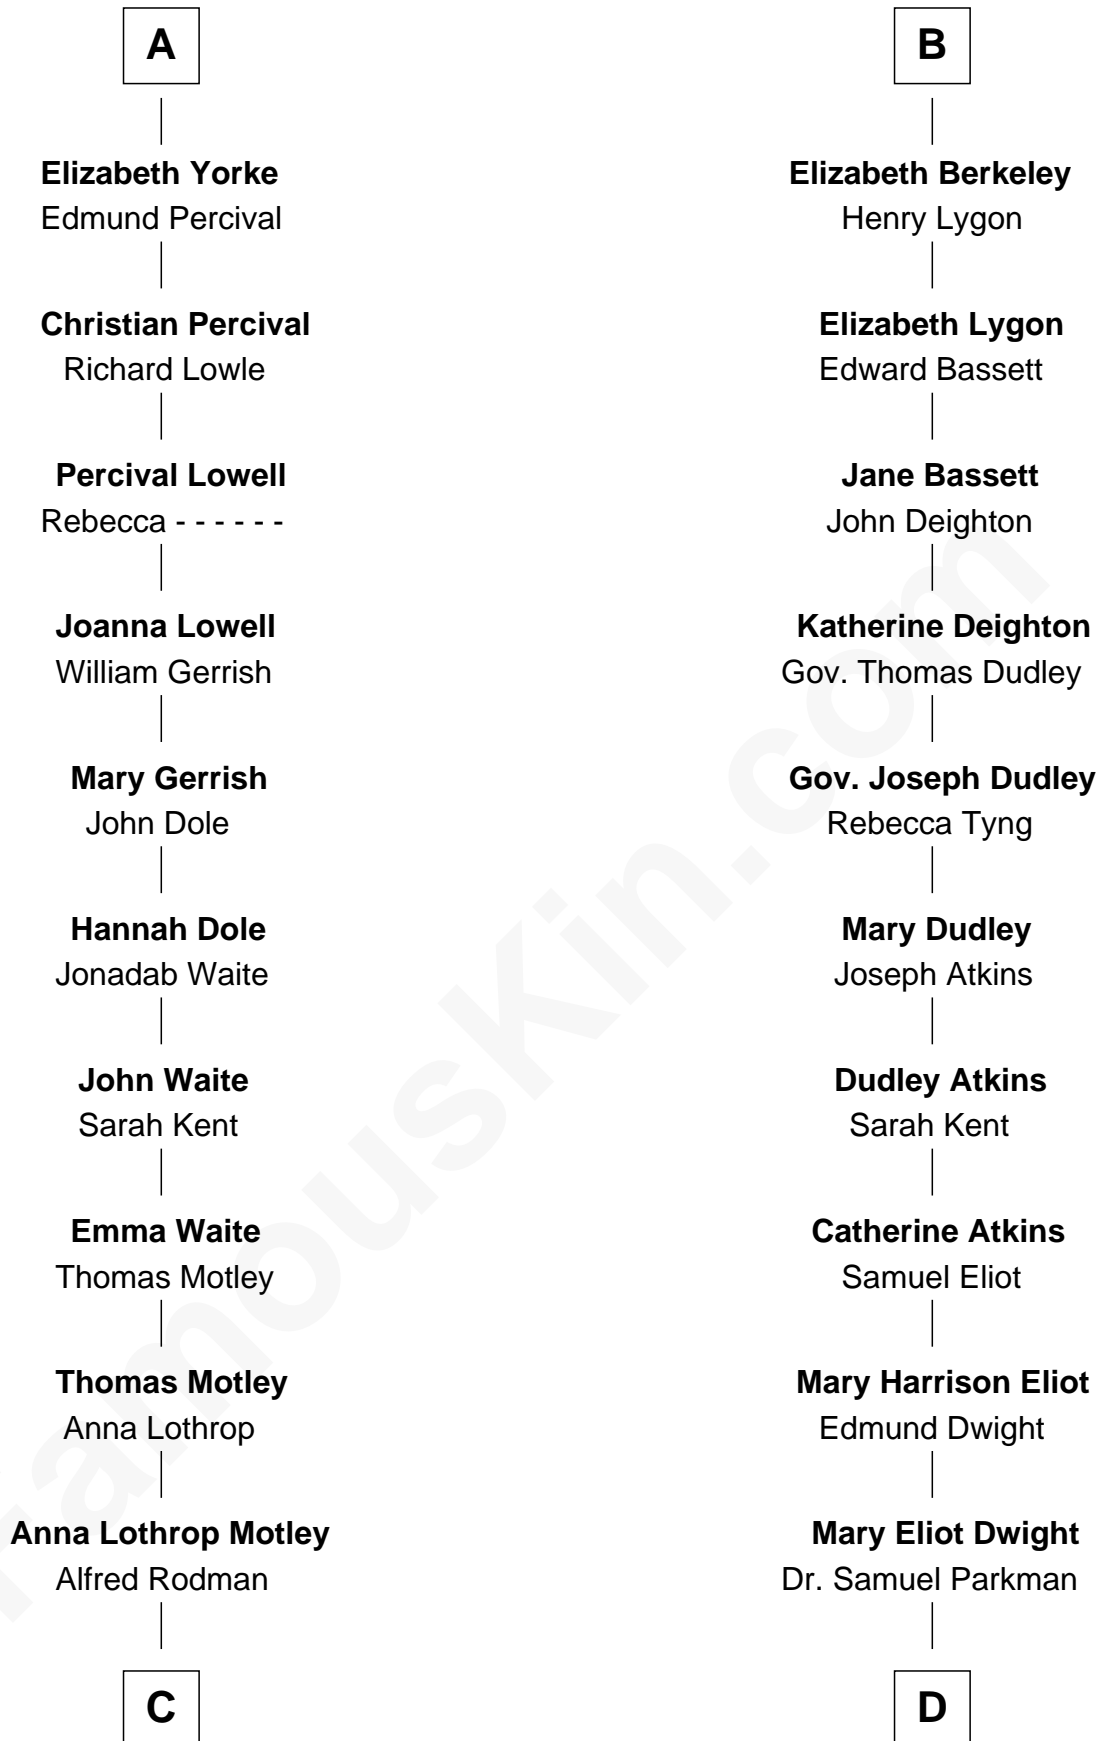 A
Elizabeth Yorke
Edmund Percival
Christian Percival
Richard Lowle
Percival Lowell
Rebecca - - - - - -
Joanna Lowell
William Gerrish
Mary Gerrish
John Dole
Hannah Dole
Jonadab Waite
John Waite
Sarah Kent
Emma Waite
Thomas Motley
Thomas Motley
Anna Lothrop
Anna Lothrop Motley
Alfred Rodman
C
B
Elizabeth Berkeley
Henry Lygon
Elizabeth Lygon
Edward Bassett
Jane Bassett
John Deighton
Katherine Deighton
Gov. Thomas Dudley
Gov. Joseph Dudley
Rebecca Tyng
Mary Dudley
Joseph Atkins
Dudley Atkins
Sarah Kent
Catherine Atkins
Samuel Eliot
Mary Harrison Eliot
Edmund Dwight
Mary Eliot Dwight
Dr. Samuel Parkman
D
FamousKin.com